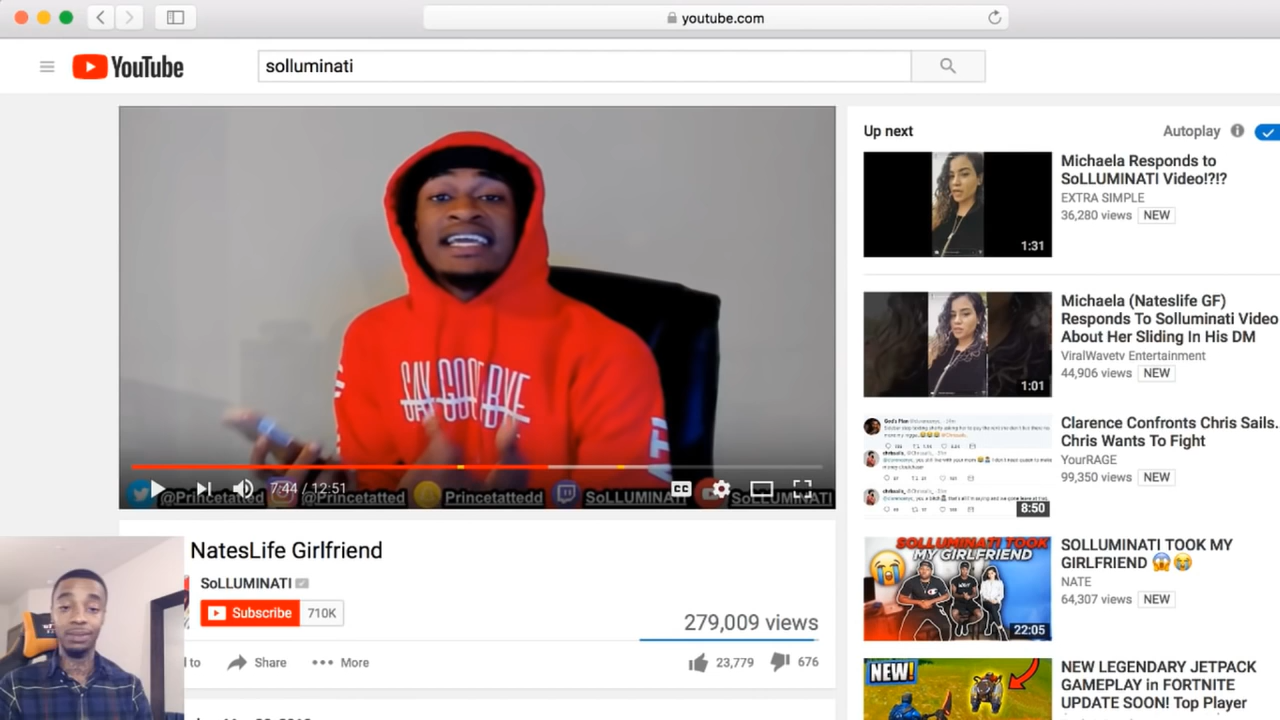 youtube.com
YouTube
solluminati
SAY GOODBYE
7:44 / 12:51
CC
@Princetatted
@Princetatted
Princetattedd
SoLLUMINATI
SoLLUMINATI
NatesLife Girlfriend
SoLLUMINATI
Subscribe 710K
279,009 views
d to
Share
More
23,779
676
Up next
Autoplay
Michaela Responds to
SoLLUMINATI Video!?!?
EXTRA SIMPLE
36,280 views NEW
1:31
Michaela (Nateslife GF)
Responds To Solluminati Video
About Her Sliding In His DM
ViralWavetv Entertainment
44,906 views NEW
1:01
Clarence Confronts Chris Sails..
Chris Wants To Fight
YourRAGE
99,350 views NEW
8:50
SOLLUMINATI TOOK
MY GIRLFRIEND
22:05
SOLLUMINATI TOOK MY
GIRLFRIEND 😱😭
NATE
64,307 views NEW
NEW!
NEW LEGENDARY JETPACK
GAMEPLAY in FORTNITE
UPDATE SOON! Top Player